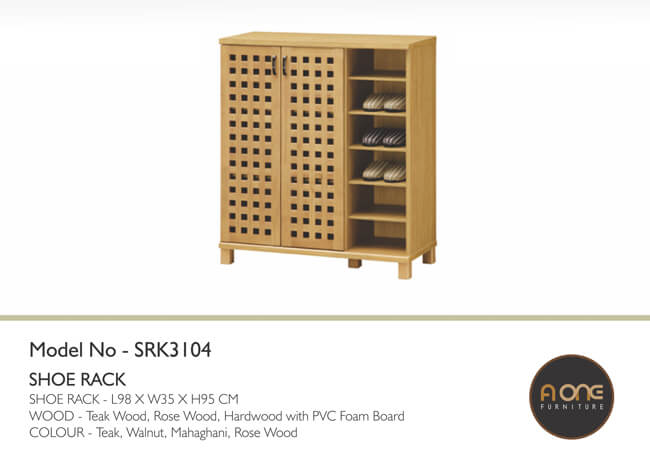 Model No - SRK3104
SHOE RACK
SHOE RACK - L98 X W35 X H95 CM
WOOD - Teak Wood, Rose Wood, Hardwood with PVC Foam Board
COLOUR - Teak, Walnut, Mahaghani, Rose Wood
A ONE
FURNITURE